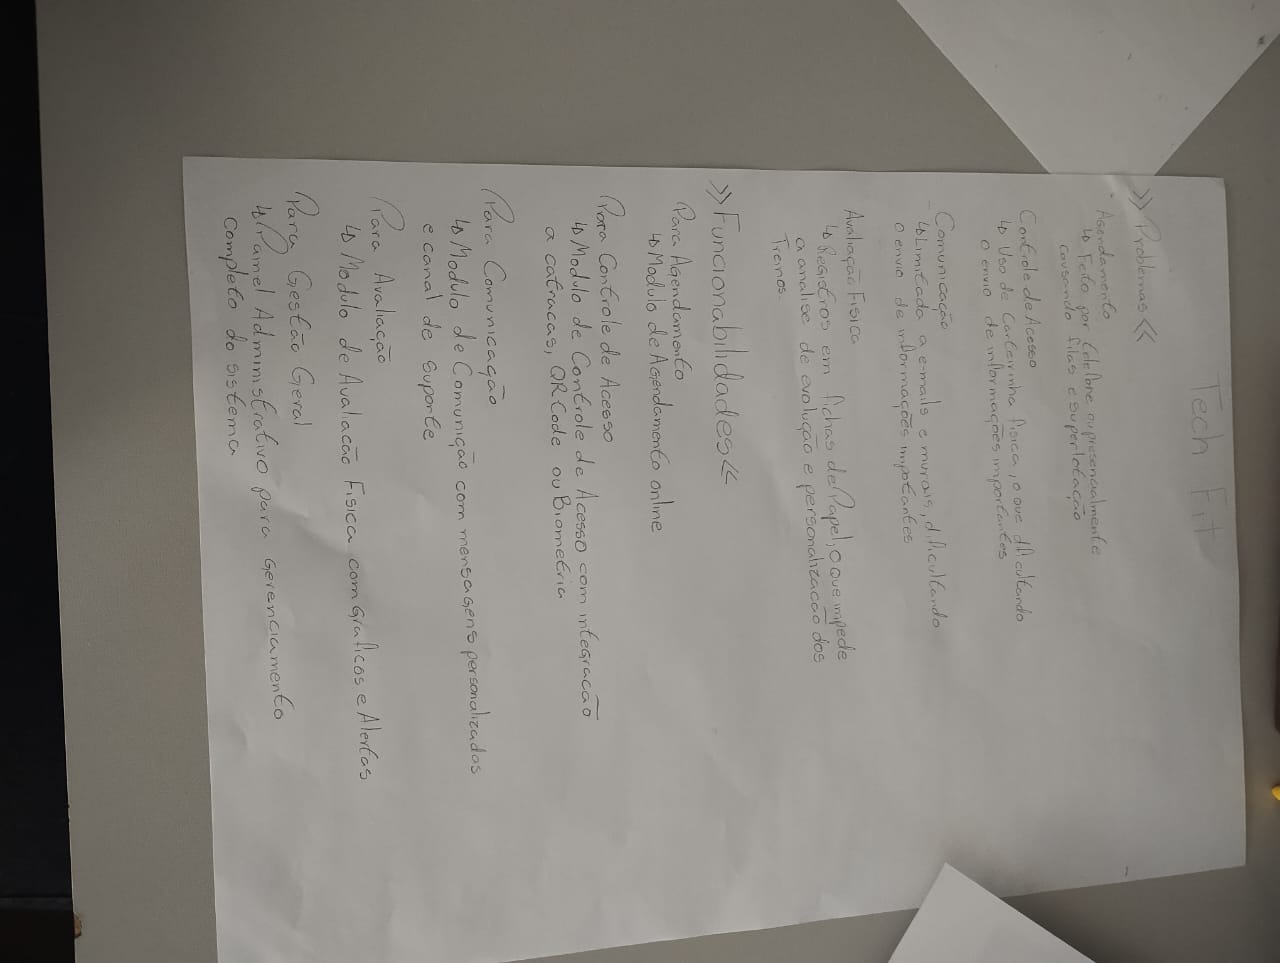 Tech Fit
>> Problemas <<
Agendamento
↳ Feito por telefone ou presencialmente
causando filas e superlotação
Controle de Acesso
↳ Uso de Carteirinha física, o que dificultando
o envio de informações importantes
- Comunicação
↳ Limitada a e-mails e murais, dificultando
o envio de informações importantes
Avaliação Física
↳ Registros em fichas de Papel, o que impede
a analise de evolução e personalização dos
Treinos.
>> Funcionabilidades <<
Para Agendamento
↳ Modulo de Agendamento online
Para Controle de Acesso
↳ Modulo de Controle de Acesso com integração
a catracas, QR Code ou Biometria
Para Comunicação
↳ Modulo de Comunição com mensagens personalizados
e canal de suporte
Para Avaliação
↳ Modulo de Avaliação Fisica com Graficos e Alertas
Para Gestão Geral
↳ Painel Administrativo para Gerenciamento
completo do sistema